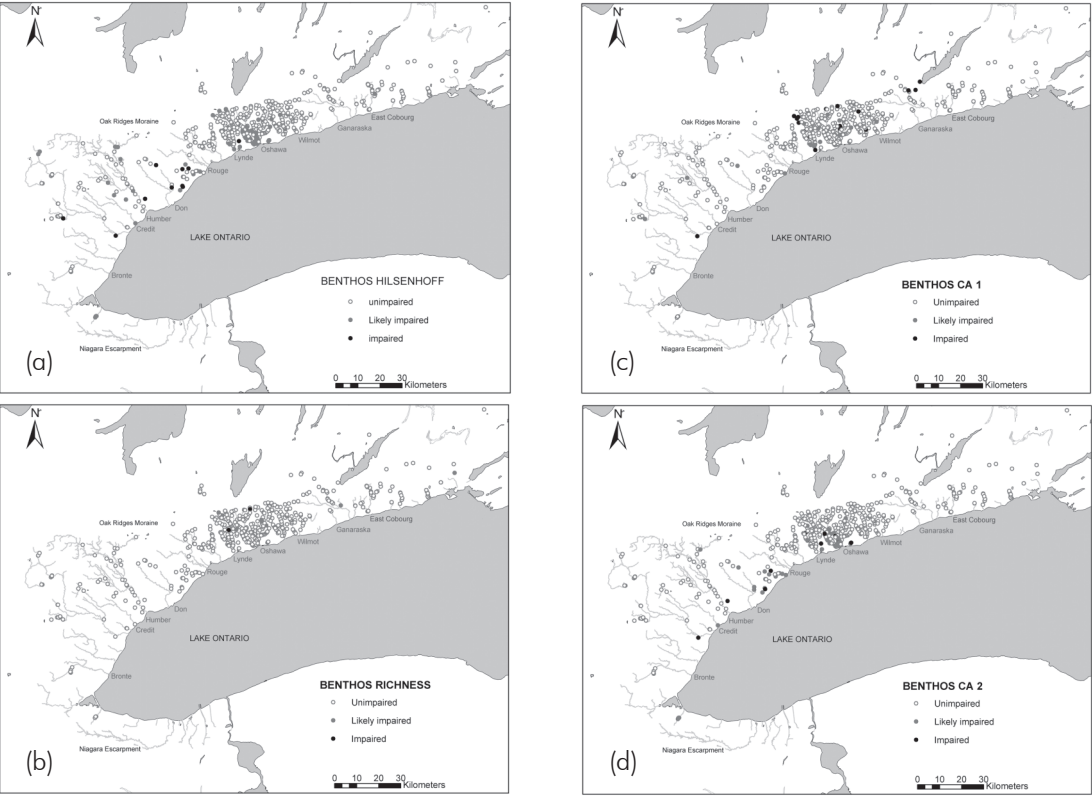 N
Oak Ridges Moraine
East Cobourg
Ganaraska
Wilmot
Oshawa
Lynde
Rouge
Don
Humber
Credit
LAKE ONTARIO
Bronte
Niagara Escarpment
BENTHOS HILSENHOFF
unimpaired
Likely impaired
impaired
0 10 20 30
Kilometers
(a)
N
Oak Ridges Moraine
East Cobourg
Ganaraska
Wilmot
Oshawa
Lynde
Rouge
Don
Humber
Credit
LAKE ONTARIO
Bronte
Niagara Escarpment
BENTHOS CA 1
Unimpaired
Likely impaired
Impaired
0 10 20 30
Kilometers
(c)
N
Oak Ridges Moraine
East Cobourg
Ganaraska
Wilmot
Oshawa
Lynde
Rouge
Don
Humber
Credit
LAKE ONTARIO
Bronte
Niagara Escarpment
BENTHOS RICHNESS
Unimpaired
Likely impaired
Impaired
0 10 20 30
Kilometers
(b)
N
Oak Ridges Moraine
East Cobourg
Ganaraska
Wilmot
Oshawa
Lynde
Rouge
Don
Humber
Credit
LAKE ONTARIO
Bronte
Niagara Escarpment
BENTHOS CA 2
Unimpaired
Likely impaired
Impaired
0 10 20 30
Kilometers
(d)